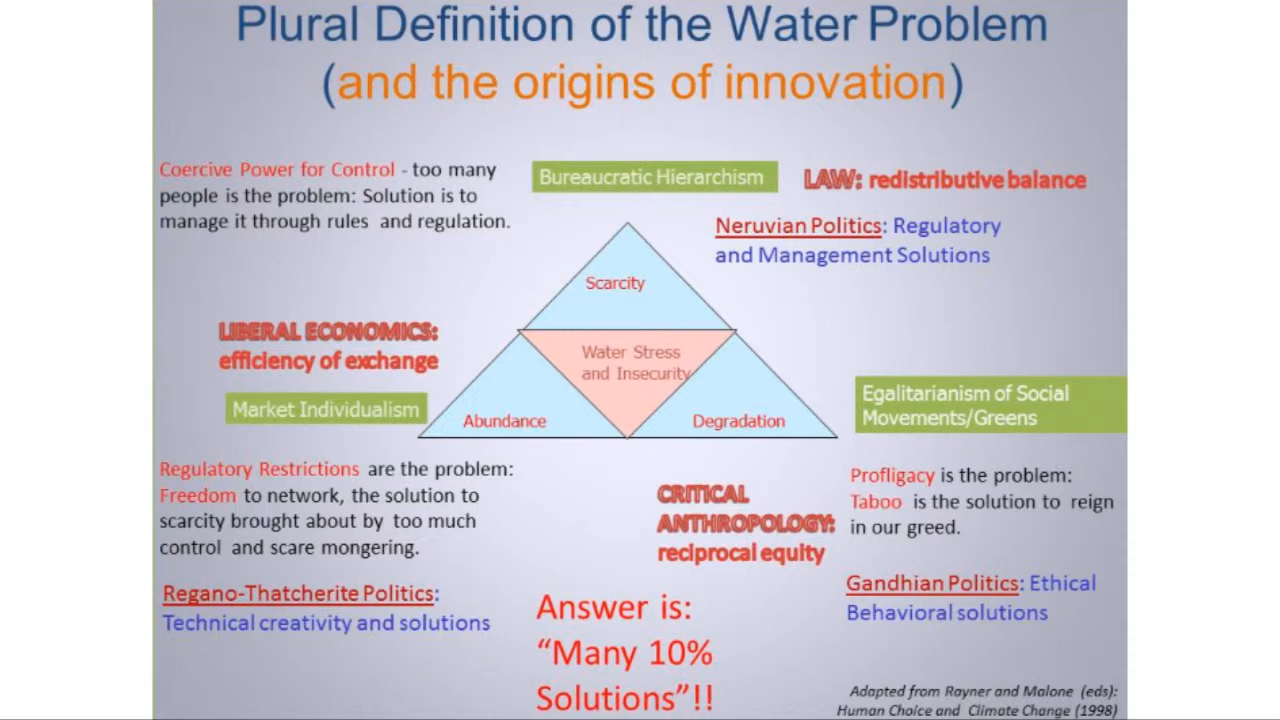 Plural Definition of the Water Problem
(and the origins of innovation)
Coercive Power for Control - too many
people is the problem: Solution is to
manage it through rules and regulation.
Bureaucratic Hierarchism
LAW: redistributive balance
Neruvian Politics: Regulatory
and Management Solutions
Scarcity
LIBERAL ECONOMICS:
efficiency of exchange
Water Stress
and Insecurity
Market Individualism
Abundance
Degradation
Egalitarianism of Social
Movements/Greens
Regulatory Restrictions are the problem:
Freedom to network, the solution to
scarcity brought about by too much
control and scare mongering.
Regano-Thatcherite Politics:
Technical creativity and solutions
CRITICAL
ANTHROPOLOGY:
reciprocal equity
Profligacy is the problem:
Taboo is the solution to reign
in our greed.
Gandhian Politics: Ethical
Behavioral solutions
Answer is:
“Many 10%
Solutions”!!
Adapted from Rayner and Malone (eds):
Human Choice and Climate Change (1998)